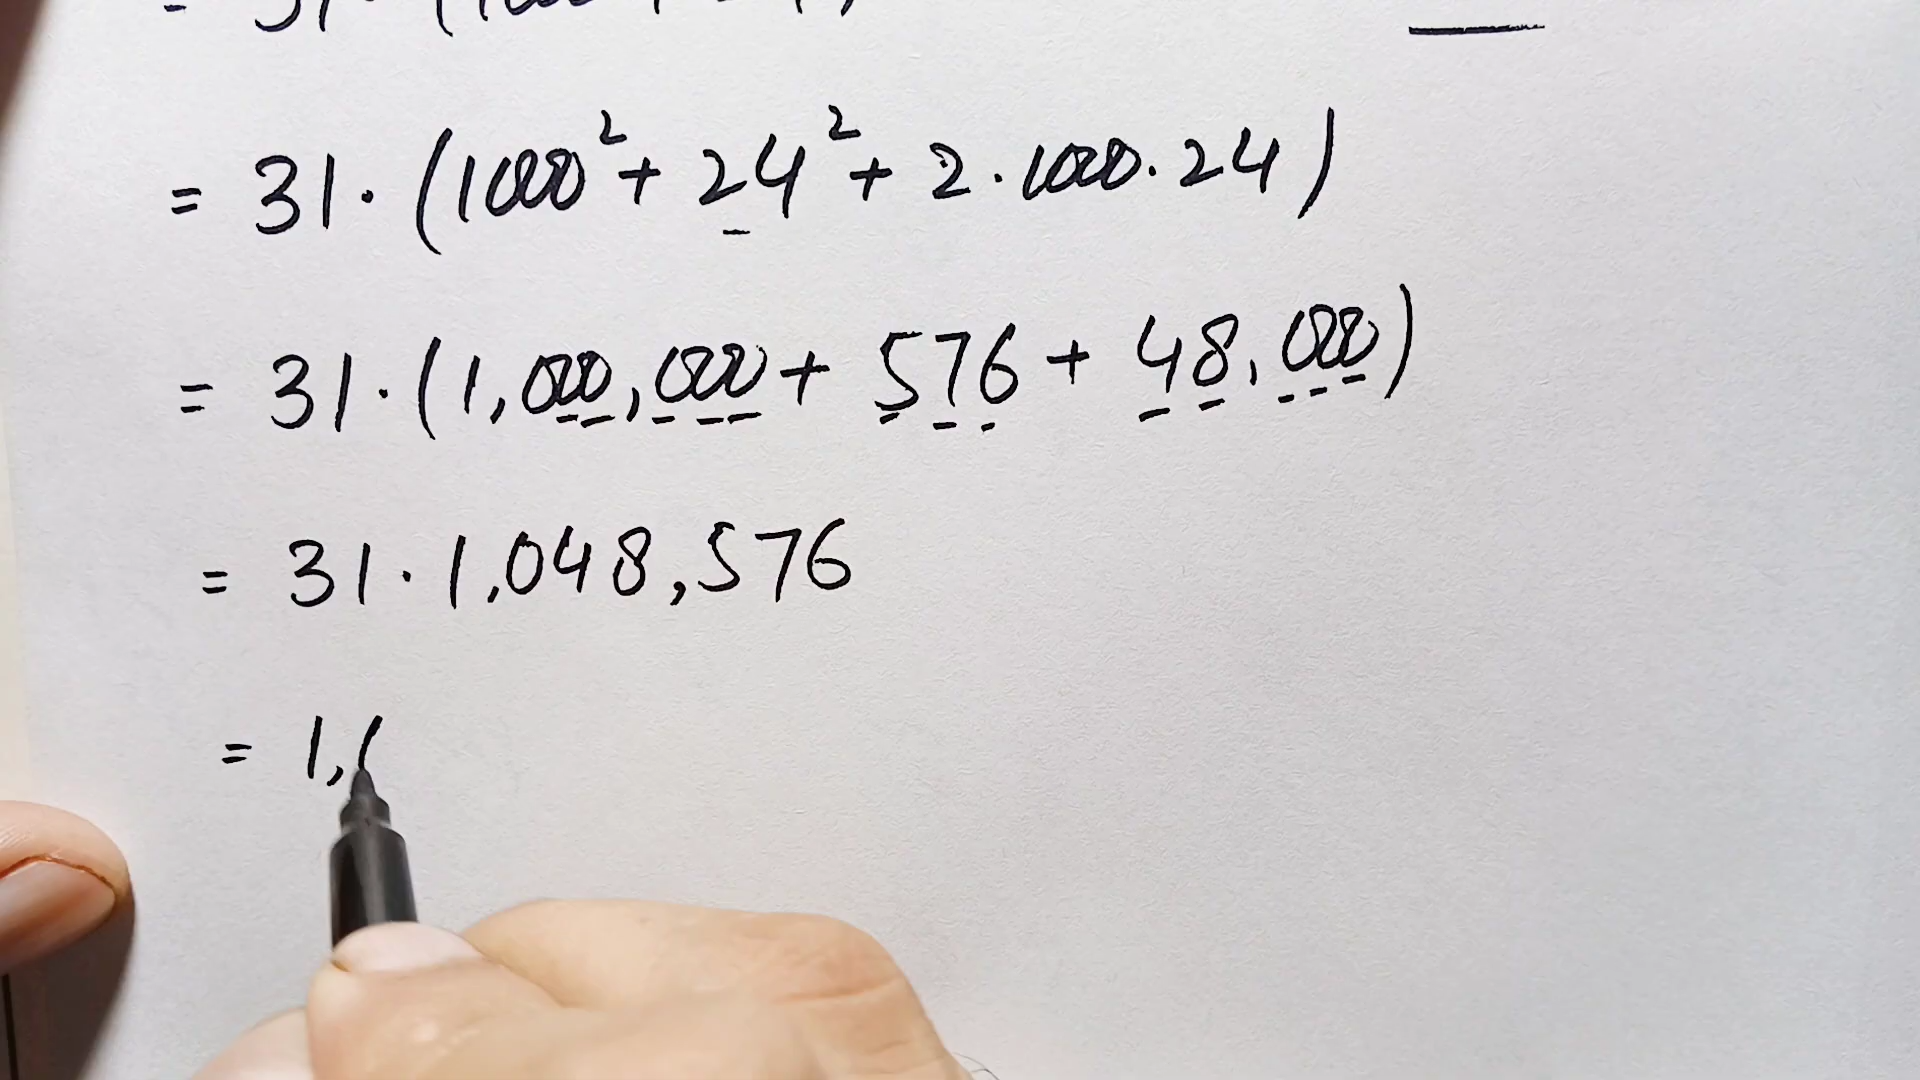 = 31 · (1000² + 24² + 2 · 1000 · 24)
= 31 · (1,000,000 + 576 + 48,000)
= 31 · 1,048,576
= 1,